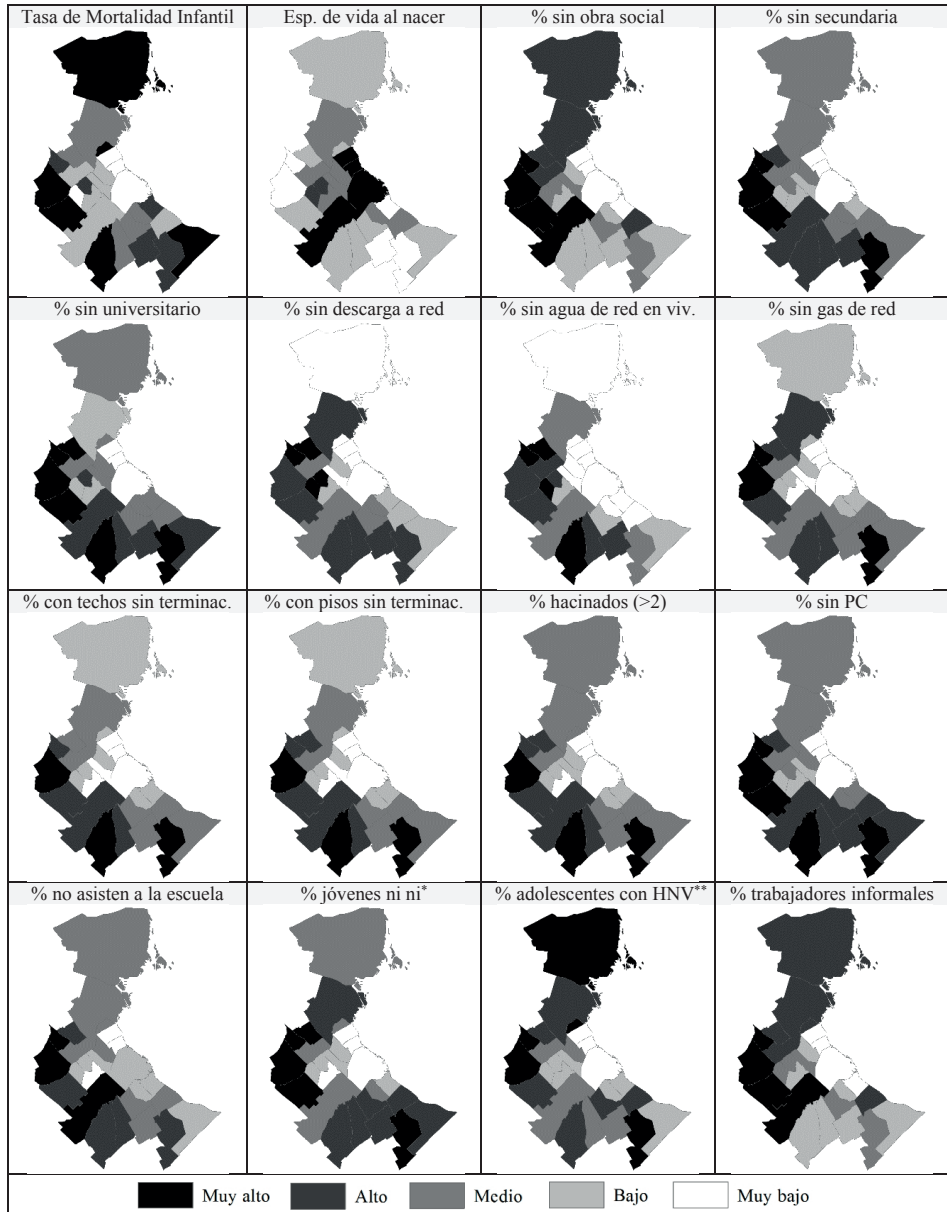 Tasa de Mortalidad Infantil
Esp. de vida al nacer
% sin obra social
% sin secundaria
% sin universitario
% sin descarga a red
% sin agua de red en viv.
% sin gas de red
% con techos sin terminac.
% con pisos sin terminac.
% hacinados (>2)
% sin PC
% no asisten a la escuela
% jóvenes ni ni*
% adolescentes con HNV**
% trabajadores informales
Muy alto
Alto
Medio
Bajo
Muy bajo